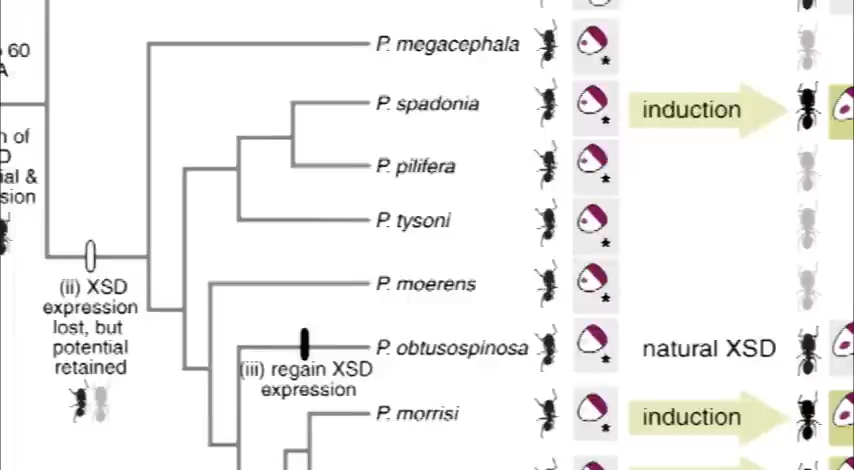 60
P. megacephala
P. spadonia
induction
P. pilifera
P. tysoni
(ii) XSD
expression
lost, but
potential
retained
P. moerens
P. obtusospinosa
natural XSD
(iii) regain XSD
expression
P. morrisi
induction